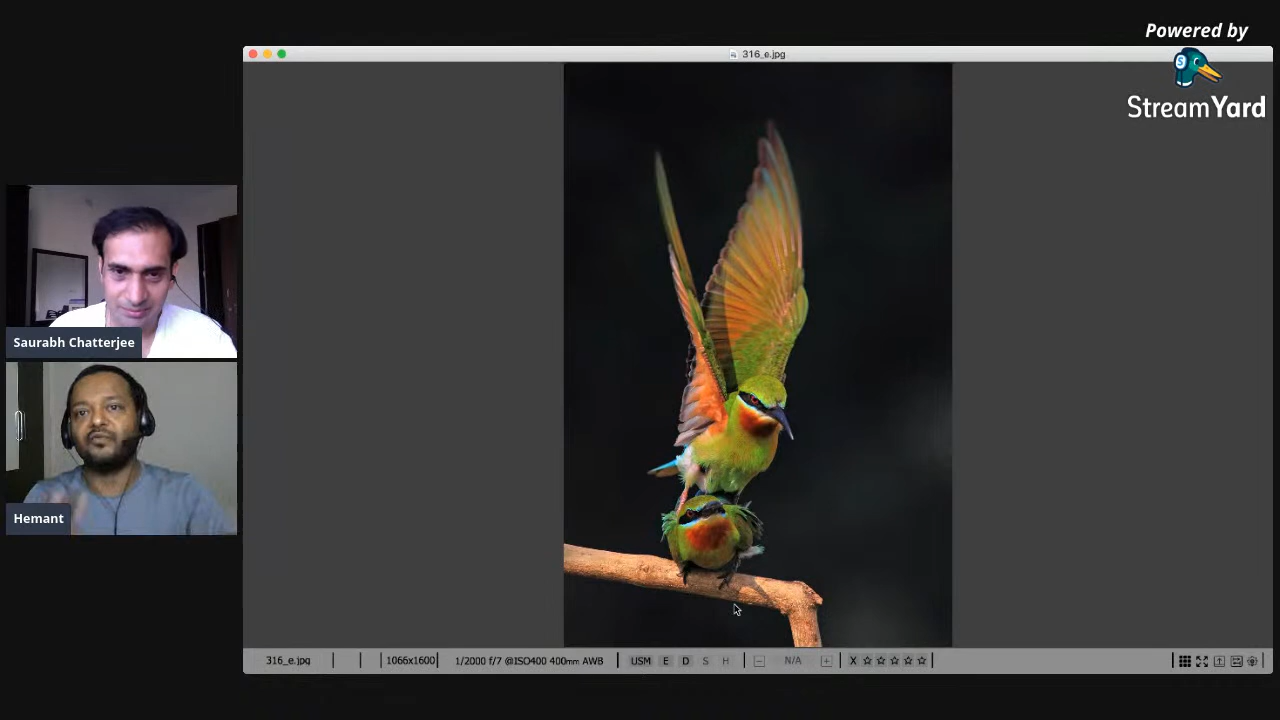 Powered by
StreamYard
316_e.jpg
Saurabh Chatterjee
Hemant
316_e.jpg 1066x1600 1/2000 f/7 @ISO400 400mm AWB USM E D S H N/A X